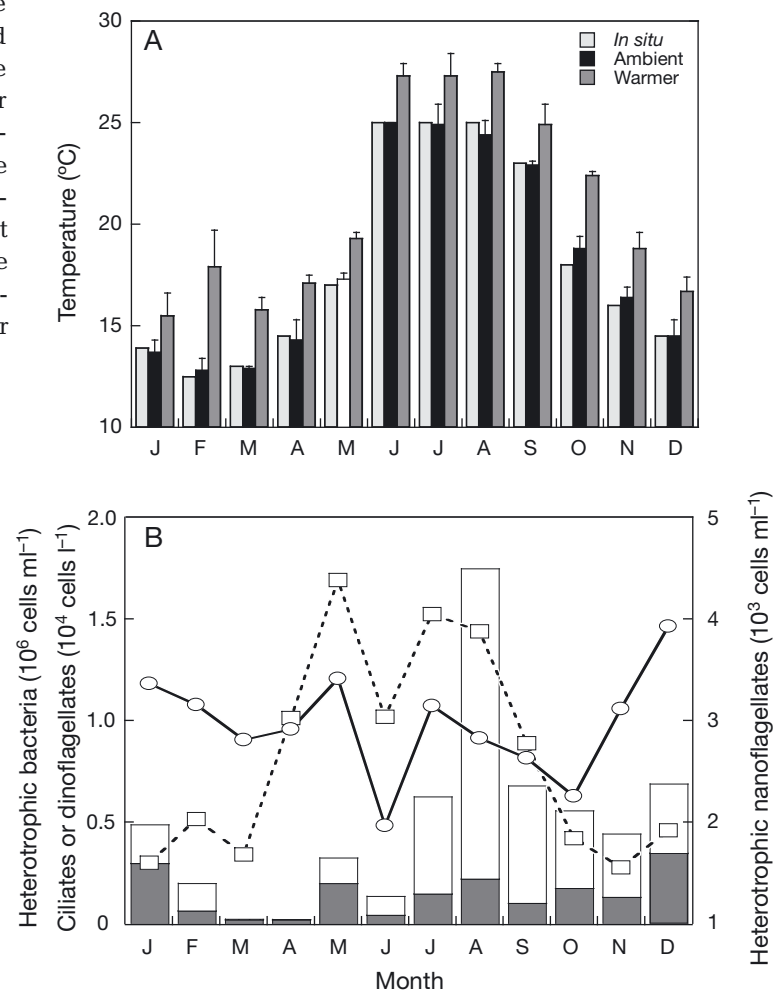 e
d
e
r
-
e
-
t
e
-
r
30
25
20
15
10
Temperature (ºC)
A
In situ
Ambient
Warmer
J F M A M J J A S O N D
Heterotrophic bacteria (10⁶ cells ml⁻¹)
Ciliates or dinoflagellates (10⁴ cells l⁻¹)
2.0
1.5
1.0
0.5
0
B
5
4
3
2
1
Heterotrophic nanoflagellates (10³ cells ml⁻¹)
J F M A M J J A S O N D
Month